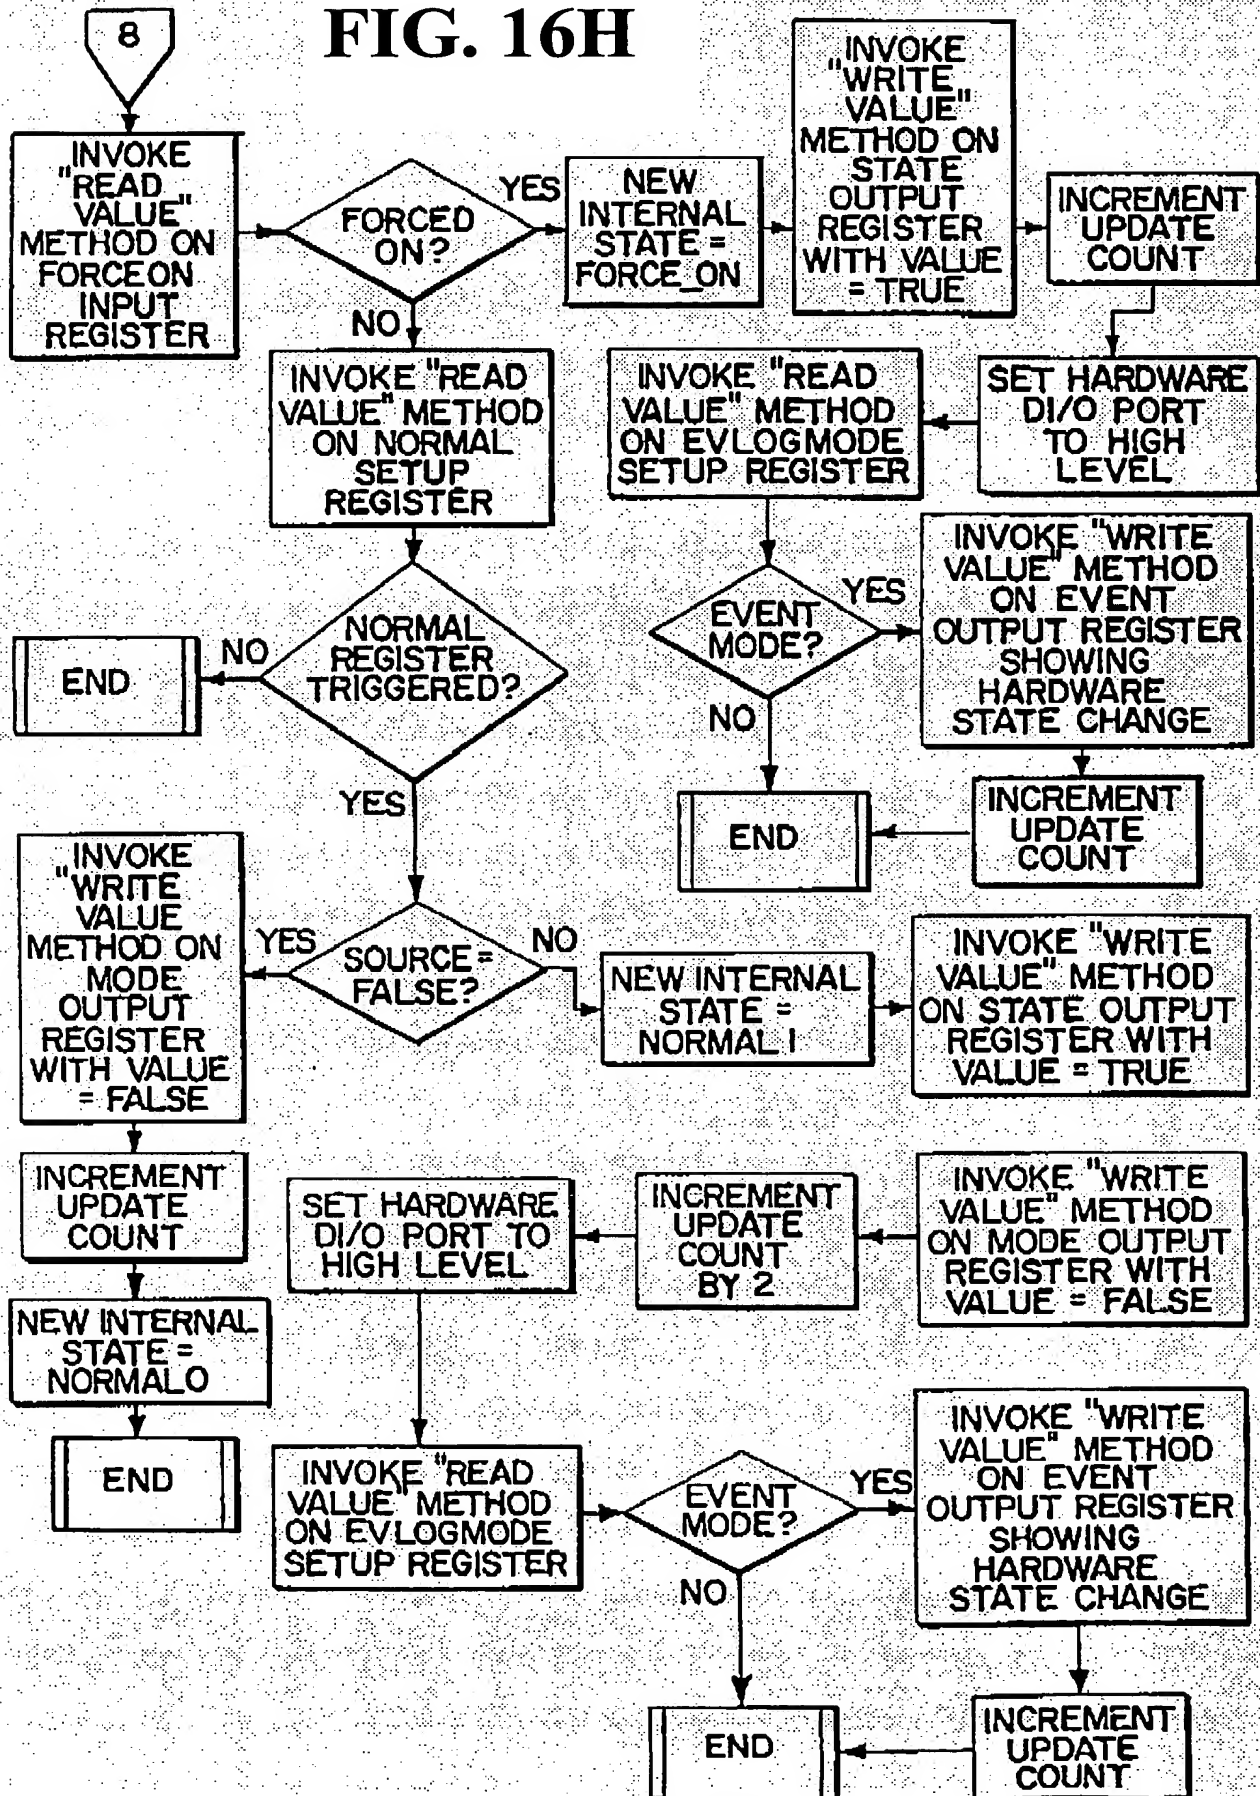 FIG. 16H
8
"INVOKE
"READ
VALUE"
METHOD ON
FORCEON
INPUT
REGISTER
FORCED
ON?
YES
NO
NEW
INTERNAL
STATE =
FORCE_ON
"INVOKE
"WRITE
VALUE"
METHOD ON
STATE
OUTPUT
REGISTER
WITH VALUE
= TRUE
INCREMENT
UPDATE
COUNT
SET HARDWARE
DI/O PORT
TO HIGH
LEVEL
INVOKE "READ
VALUE" METHOD
ON EVLOGMODE
SETUP REGISTER
INVOKE "READ
VALUE" METHOD
ON NORMAL
SETUP
REGISTER
EVENT
MODE?
YES
NO
INVOKE "WRITE
VALUE" METHOD
ON EVENT
OUTPUT REGISTER
SHOWING
HARDWARE
STATE CHANGE
INCREMENT
UPDATE
COUNT
END
NORMAL
REGISTER
TRIGGERED?
NO
END
YES
SOURCE =
FALSE?
YES
NO
"INVOKE
"WRITE
VALUE
METHOD ON
MODE
OUTPUT
REGISTER
WITH VALUE
= FALSE
INCREMENT
UPDATE
COUNT
NEW INTERNAL
STATE =
NORMAL0
END
NEW INTERNAL
STATE =
NORMAL I
INVOKE "WRITE
VALUE" METHOD
ON STATE OUTPUT
REGISTER WITH
VALUE = TRUE
INVOKE "WRITE
VALUE" METHOD
ON MODE OUTPUT
REGISTER WITH
VALUE = FALSE
INCREMENT
UPDATE
COUNT
BY 2
SET HARDWARE
DI/O PORT TO
HIGH LEVEL
INVOKE "READ
VALUE" METHOD
ON EVLOGMODE
SETUP REGISTER
EVENT
MODE?
YES
NO
INVOKE "WRITE
VALUE" METHOD
ON EVENT
OUTPUT REGISTER
SHOWING
HARDWARE
STATE CHANGE
INCREMENT
UPDATE
COUNT
END